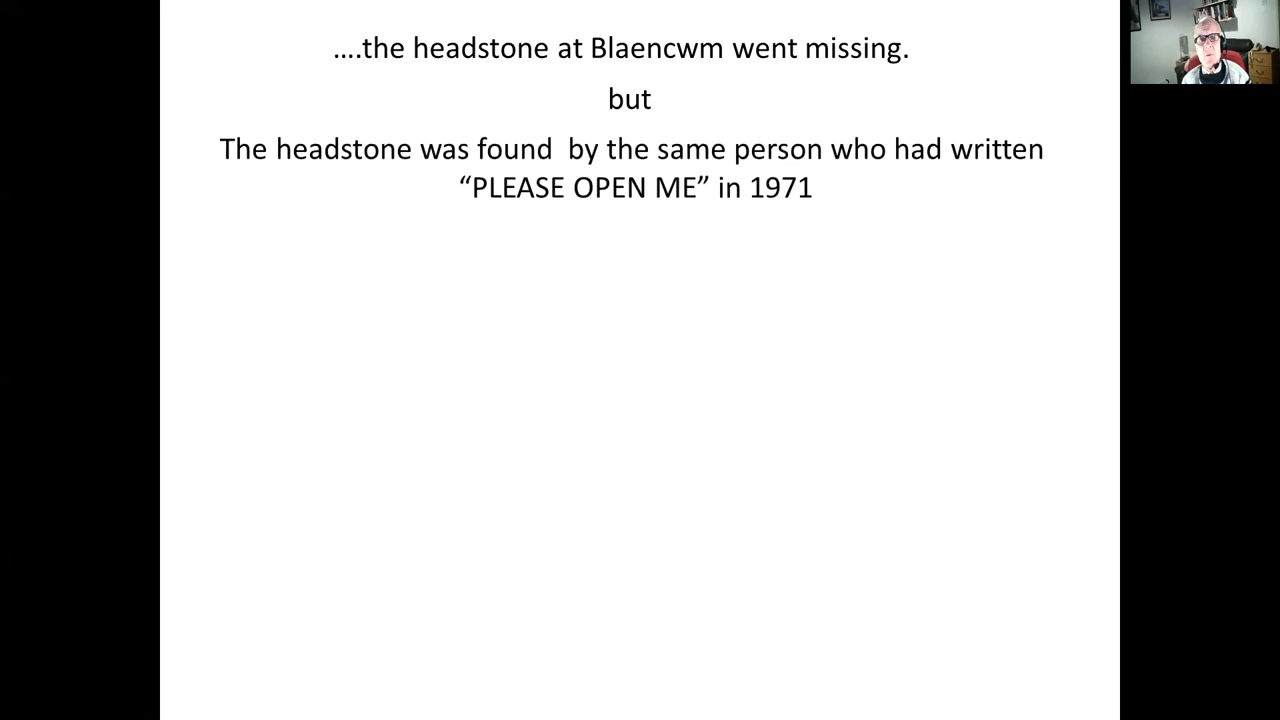 ....the headstone at Blaencwm went missing.
but
The headstone was found  by the same person who had written
“PLEASE OPEN ME” in 1971